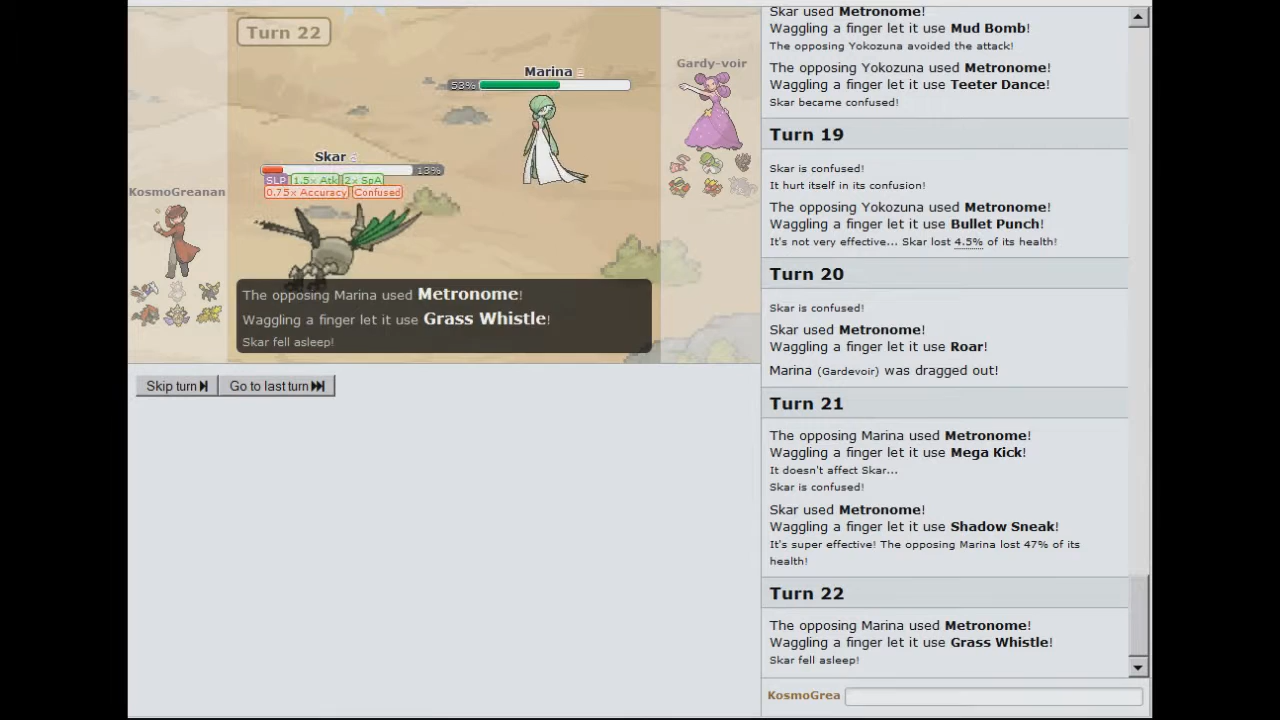 Turn 22
Marina
53%
Gardy-voir
Skar
13%
SLP 1.5× Atk 2× SpA
0.75× Accuracy Confused
KosmoGreanan
The opposing Marina used Metronome!
Waggling a finger let it use Grass Whistle!
Skar fell asleep!
Skip turn
Go to last turn
Skar used Metronome!
Waggling a finger let it use Mud Bomb!
The opposing Yokozuna avoided the attack!
The opposing Yokozuna used Metronome!
Waggling a finger let it use Teeter Dance!
Skar became confused!
Turn 19
Skar is confused!
It hurt itself in its confusion!
The opposing Yokozuna used Metronome!
Waggling a finger let it use Bullet Punch!
It's not very effective... Skar lost 4.5% of its health!
Turn 20
Skar is confused!
Skar used Metronome!
Waggling a finger let it use Roar!
Marina (Gardevoir) was dragged out!
Turn 21
The opposing Marina used Metronome!
Waggling a finger let it use Mega Kick!
It doesn't affect Skar...
Skar is confused!
Skar used Metronome!
Waggling a finger let it use Shadow Sneak!
It's super effective! The opposing Marina lost 47% of its
health!
Turn 22
The opposing Marina used Metronome!
Waggling a finger let it use Grass Whistle!
Skar fell asleep!
KosmoGrea